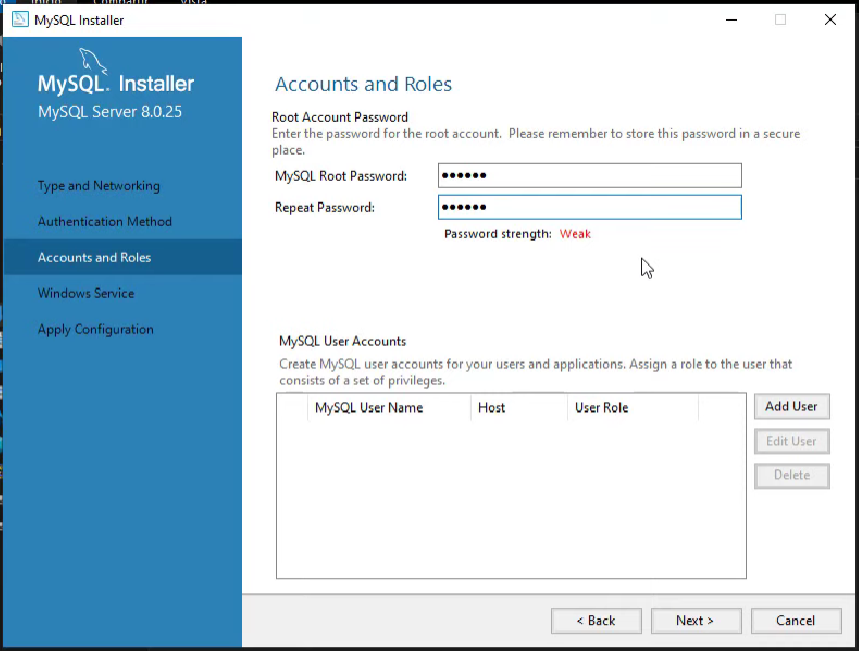 MySQL Installer
MySQL. Installer
MySQL Server 8.0.25
Type and Networking
Authentication Method
Accounts and Roles
Windows Service
Apply Configuration
Accounts and Roles
Root Account Password
Enter the password for the root account. Please remember to store this password in a secure
place.
MySQL Root Password: ●●●●●●
Repeat Password: ●●●●●●
Password strength: Weak
MySQL User Accounts
Create MySQL user accounts for your users and applications. Assign a role to the user that
consists of a set of privileges.
MySQL User Name Host User Role
Add User
Edit User
Delete
< Back Next > Cancel